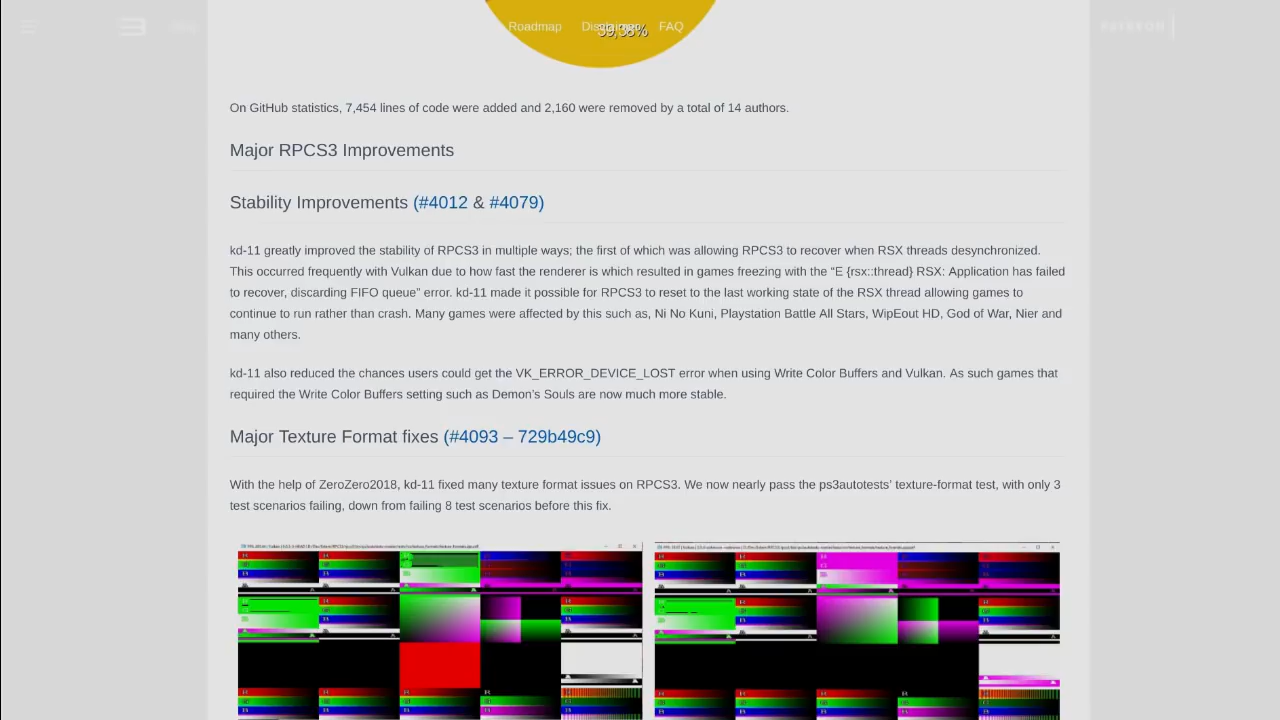 Roadmap Disclaimer FAQ
On GitHub statistics, 7,454 lines of code were added and 2,160 were removed by a total of 14 authors.
Major RPCS3 Improvements
Stability Improvements (#4012 & #4079)
kd-11 greatly improved the stability of RPCS3 in multiple ways; the first of which was allowing RPCS3 to recover when RSX threads desynchronized.
This occurred frequently with Vulkan due to how fast the renderer is which resulted in games freezing with the “E {rsx::thread} RSX: Application has failed
to recover, discarding FIFO queue” error. kd-11 made it possible for RPCS3 to reset to the last working state of the RSX thread allowing games to
continue to run rather than crash. Many games were affected by this such as, Ni No Kuni, Playstation Battle All Stars, WipEout HD, God of War, Nier and
many others.
kd-11 also reduced the chances users could get the VK_ERROR_DEVICE_LOST error when using Write Color Buffers and Vulkan. As such games that
required the Write Color Buffers setting such as Demon’s Souls are now much more stable.
Major Texture Format fixes (#4093 – 729b49c9)
With the help of ZeroZero2018, kd-11 fixed many texture format issues on RPCS3. We now nearly pass the ps3autotests’ texture-format test, with only 3
test scenarios failing, down from failing 8 test scenarios before this fix.